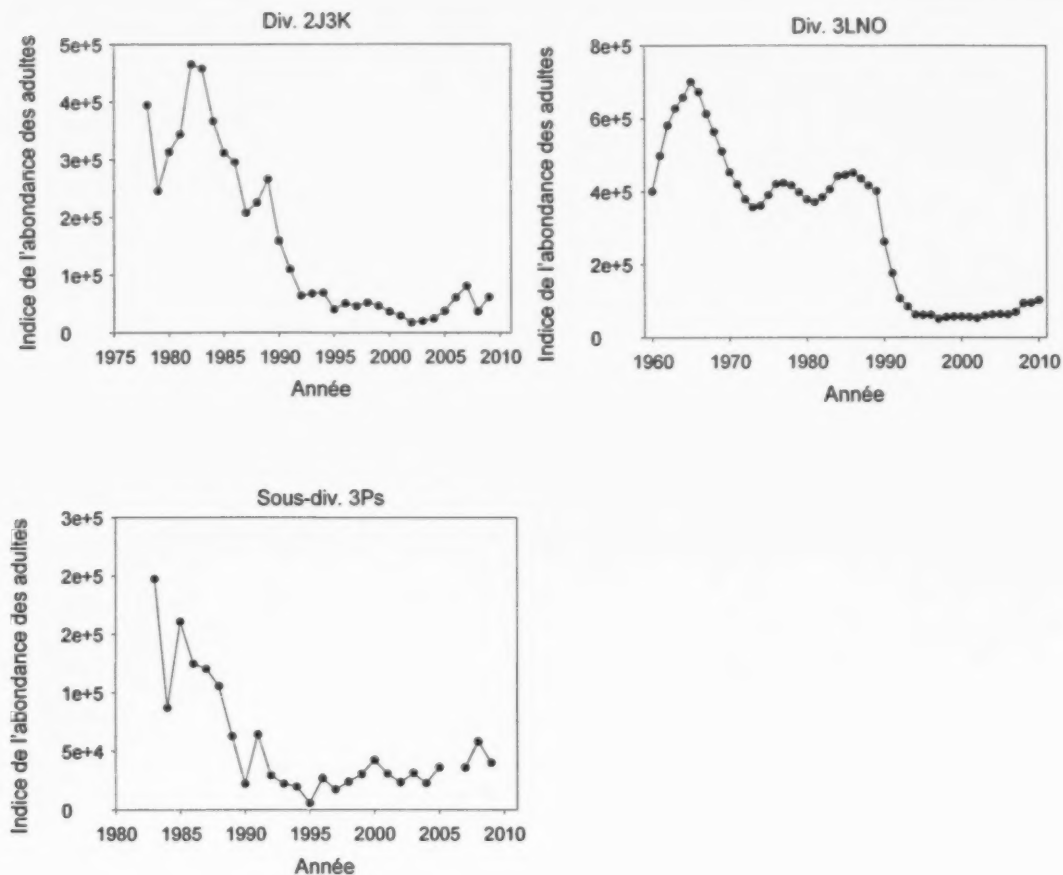 Div. 2J3K
Indice de l'abondance des adultes
5e+5
4e+5
3e+5
2e+5
1e+5
0
1975 1980 1985 1990 1995 2000 2005 2010
Année
Div. 3LNO
Indice de l'abondance des adultes
8e+5
6e+5
4e+5
2e+5
0
1960 1970 1980 1990 2000 2010
Année
Sous-div. 3Ps
Indice de l'abondance des adultes
3e+5
2e+5
2e+5
1e+5
5e+4
0
1980 1985 1990 1995 2000 2005 2010
Année